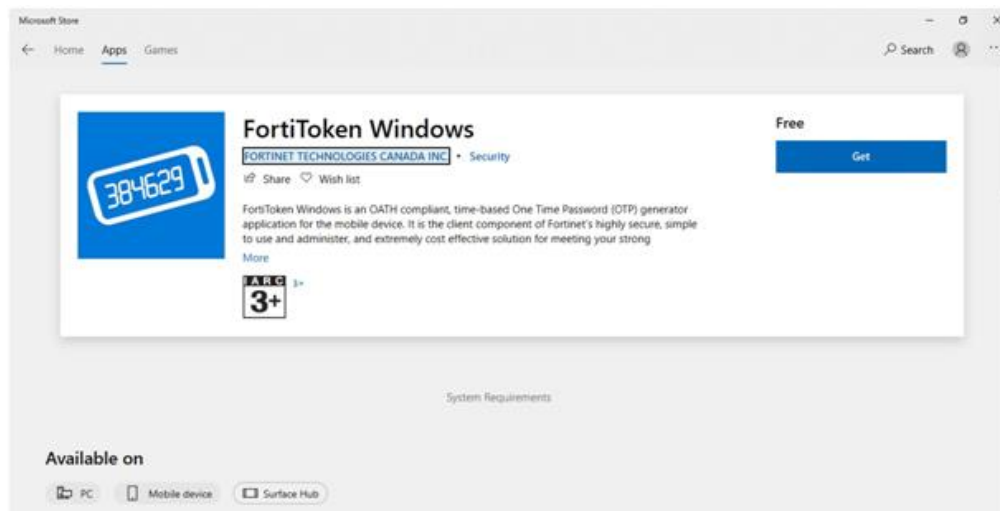 Microsoft Store
Home Apps Games
Search
384629
FortiToken Windows
FORTINET TECHNOLOGIES CANADA INC. • Security
Share Wish list
FortiToken Windows is an OATH compliant, time-based One Time Password (OTP) generator
application for the mobile device. It is the client component of Fortinet's highly secure, simple
to use and administer, and extremely cost effective solution for meeting your strong
More
IARC
3+
3+
Free
Get
System Requirements
Available on
PC Mobile device Surface Hub